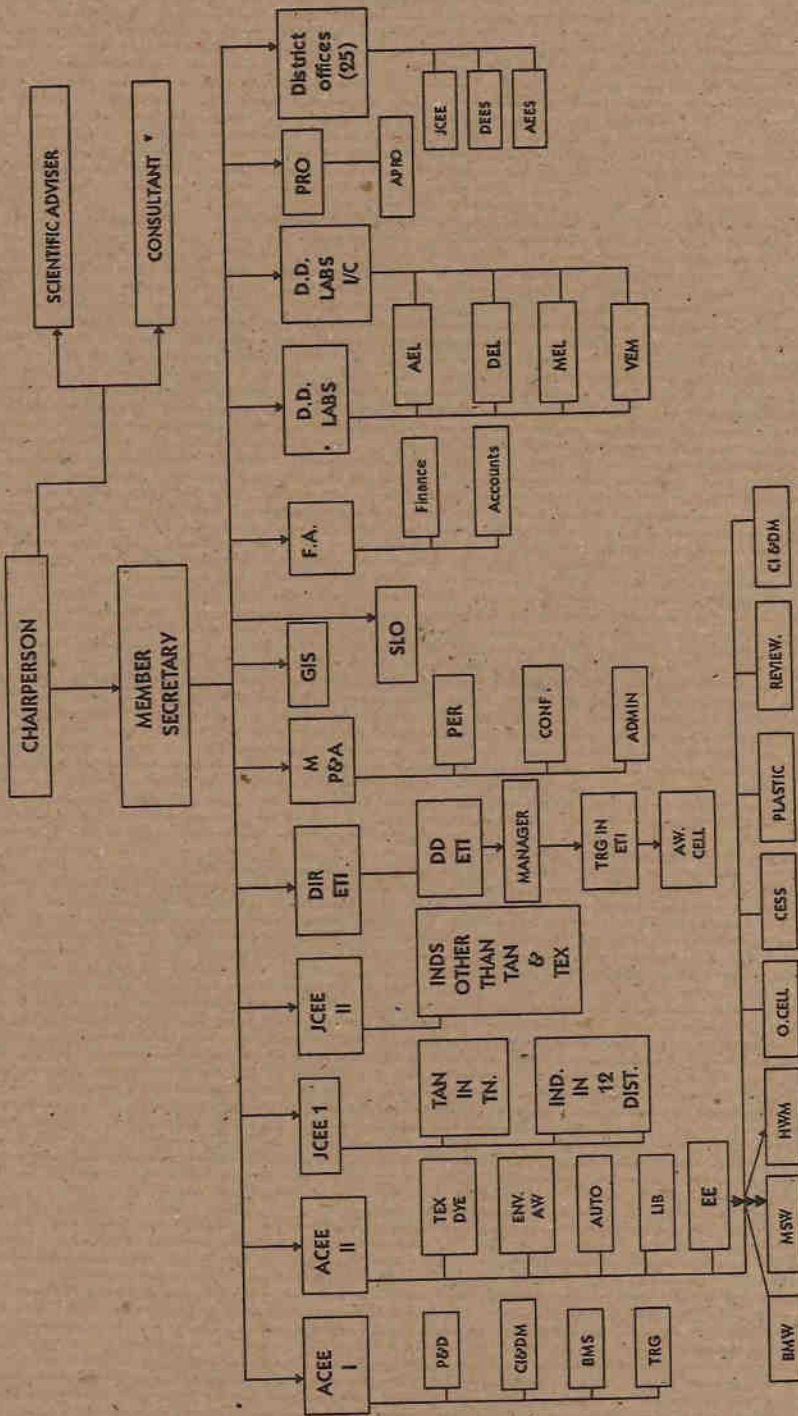 CHAIRPERSON
SCIENTIFIC ADVISER
CONSULTANT
MEMBER
SECRETARY
ACEE
I
ACEE
II
JCEE 1
JCEE
II
DIR
ETI
M
P&A
GIS
SLO
F.A.
D.D.
LABS
D.D.
LABS
I/C
PRO
District
offices
(25)
P&D
CI&DM
BMS
TRG
TEX
DYE
ENV.
AW
AUTO
LIB
EE
TAN
IN
TN.
IND.
IN
12
DIST.
INDS
OTHER
THAN
TAN
&
TEX
DD
ETI
MANAGER
TRG IN
ETI
AW.
CELL
PER
CONF.
ADMIN
Finance
Accounts
AEL
DEL
MEL
VEM
APRO
JCEE
DEES
AEES
BMW
MSW
HWM
O.CELL
CESS
PLASTIC
REVIEW.
CI &DM